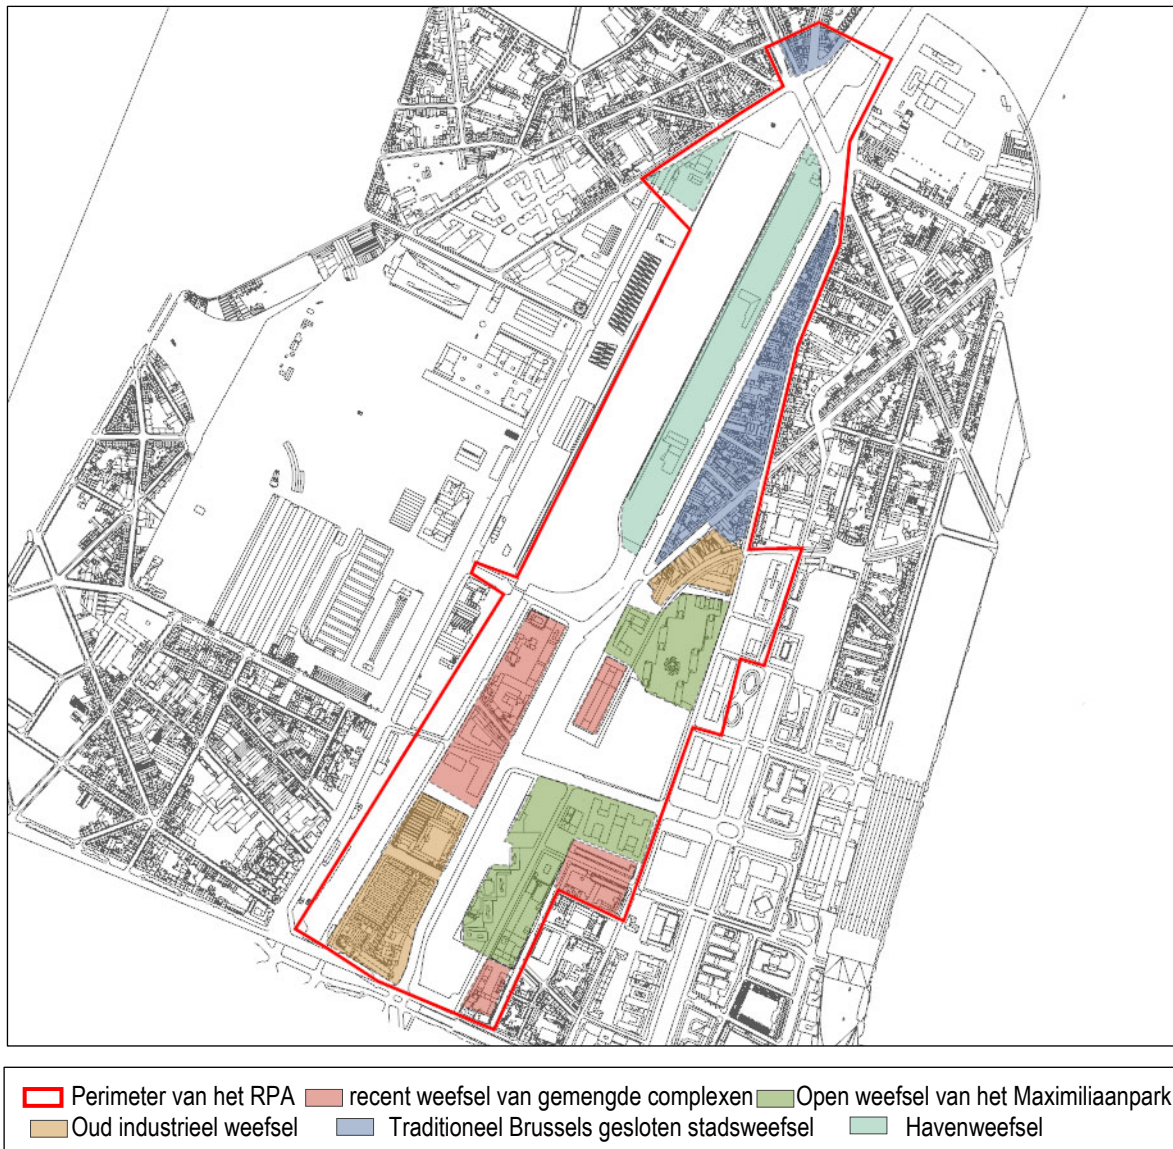 Perimeter van het RPA recent weefsel van gemengde complexen Open weefsel van het Maximiliaanpark
Oud industrieel weefsel Traditioneel Brussels gesloten stadsweefsel Havenweefsel